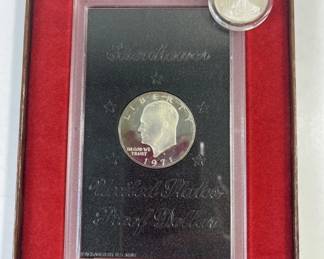 Eisenhower
LIBERTY
IN GOD WE
TRUST
1971
United States
Proof Dollar